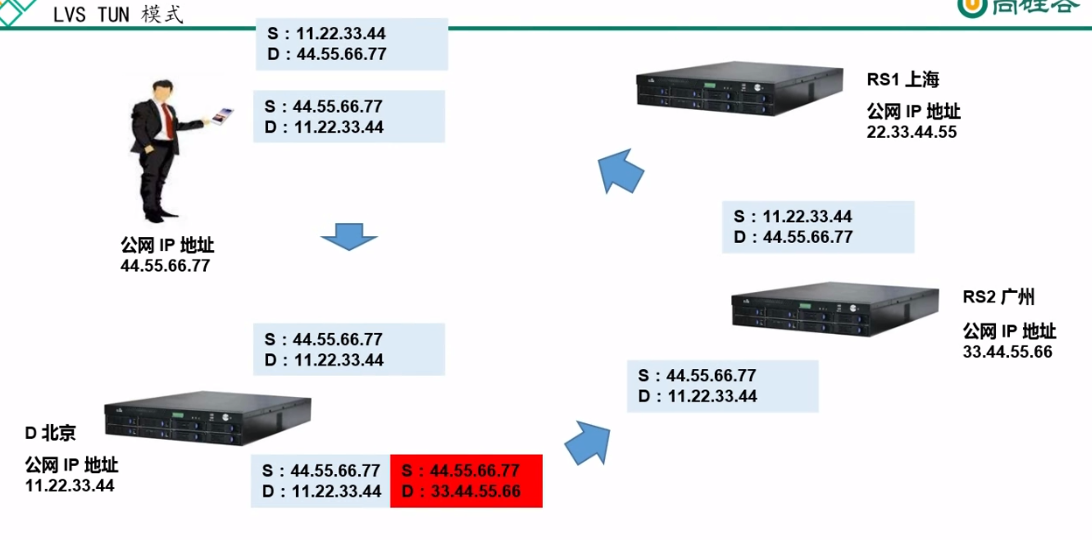 LVS TUN 模式
尚硅谷
S：11.22.33.44
D：44.55.66.77
S：44.55.66.77
D：11.22.33.44
公网 IP 地址
44.55.66.77
RS1 上海
公网 IP 地址
22.33.44.55
S：11.22.33.44
D：44.55.66.77
RS2 广州
公网 IP 地址
33.44.55.66
S：44.55.66.77
D：11.22.33.44
S：44.55.66.77
D：11.22.33.44
D 北京
公网 IP 地址
11.22.33.44
S：44.55.66.77
D：11.22.33.44
S：44.55.66.77
D：33.44.55.66